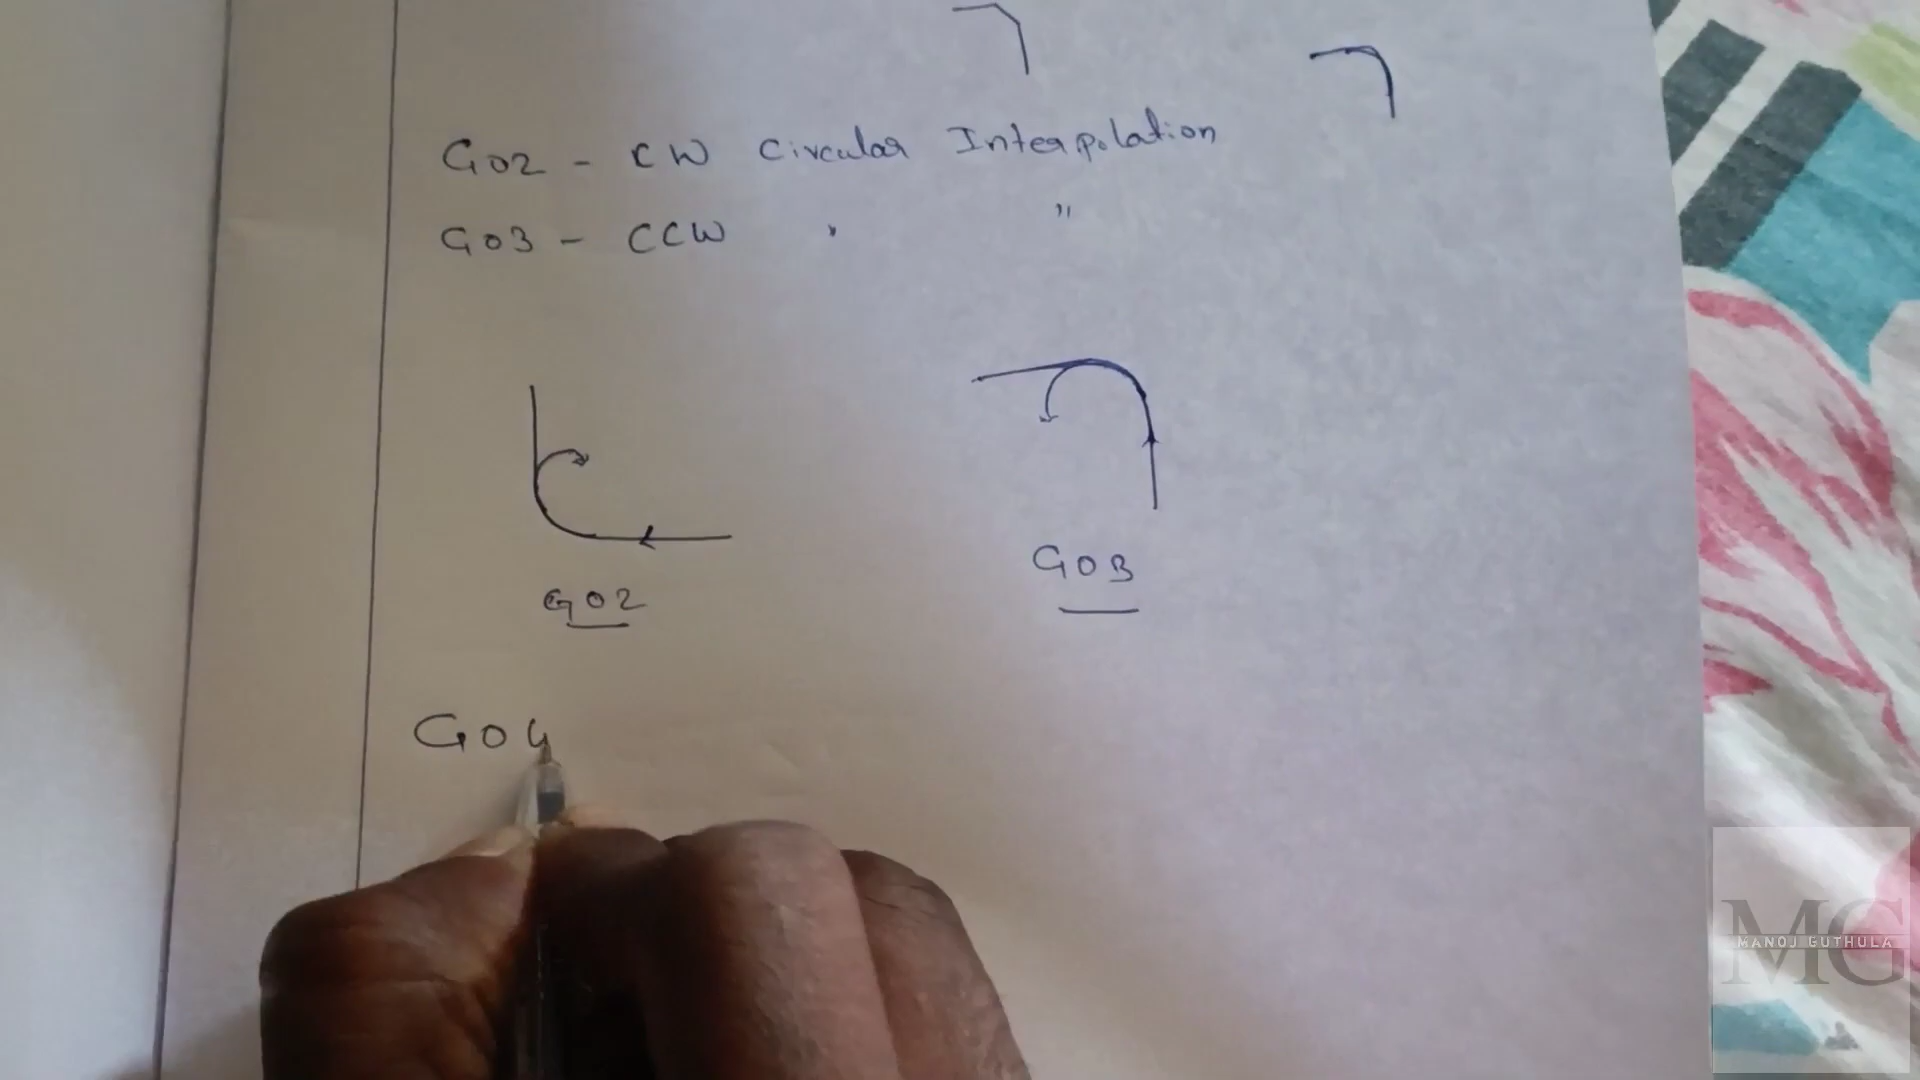 G02 - CW Circular Interpolation
G03 - CCW " "
G02
G03
G04
MG
MANOJ GUTHULA